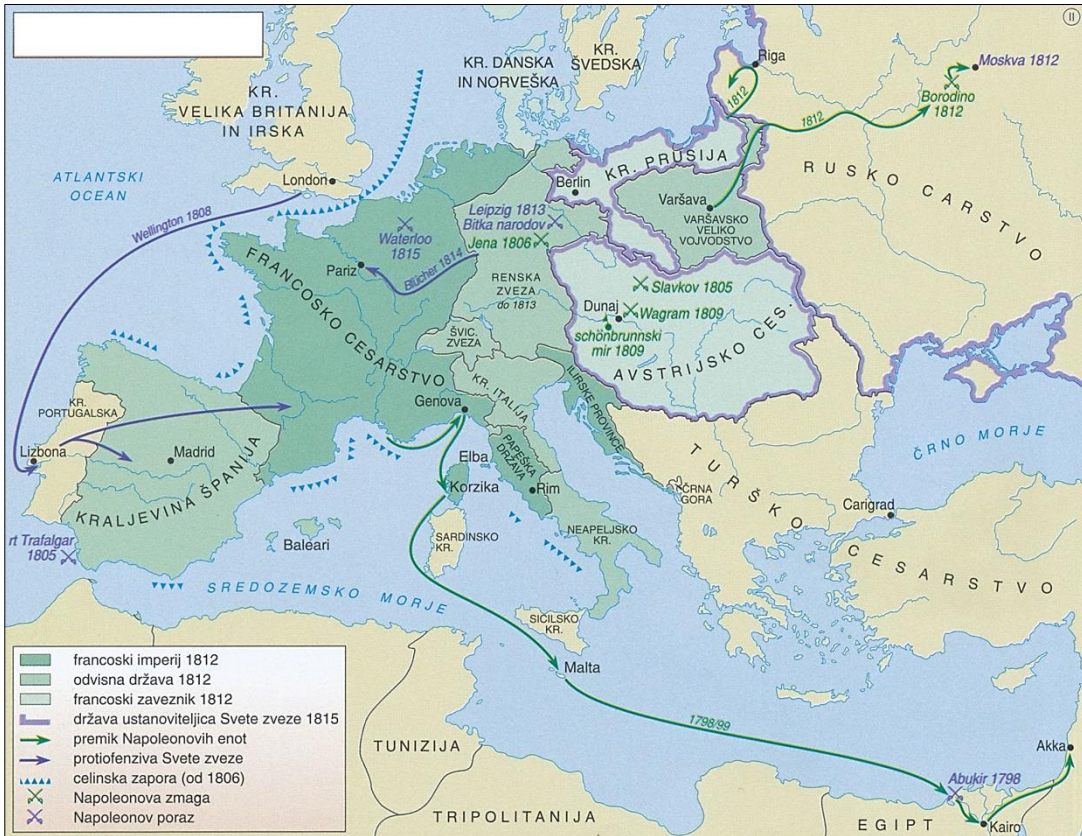 II
KR.
VELIKA BRITANIJA
IN IRSKA
KR. DANSKA
IN NORVEŠKA
KR.
ŠVEDSKA
Riga
Moskva 1812
Borodino
1812
1812
1812
RUSKO CARSTVO
ATLANTSKI
OCEAN
London
Wellington 1808
Berlin
KR. PRUSIJA
Varšava
VARŠAVSKO
VELIKO
VOJVODSTVO
Leipzig 1813
Bitka narodov
Jena 1806
Waterloo
1815
Pariz
Blücher 1814
FRANCOSKO CESARSTVO
RENSKA
ZVEZA
do 1813
Slavkov 1805
Dunaj
Wagram 1809
schönbrunnski
mir 1809
AVSTRIJSKO CES.
ŠVIC.
ZVEZA
KR. ITALIJA
ILIRSKE PROVINCE
Genova
KR.
PORTUGALSKA
Lizbona
Madrid
KRALJEVINA ŠPANIJA
Elba
Korzika
PAPEŠKA
DRŽAVA
Rim
ČRNA
GORA
TURŠKO
CESARSTVO
ČRNO MORJE
Carigrad
rt Trafalgar
1805
Baleari
SARDINSKO
KR.
NEAPELJSKO
KR.
SREDOZEMSKO MORJE
SICILSKO
KR.
Malta
1798/99
Akka
Abukir 1798
Kairo
EGIPT
TUNIZIJA
TRIPOLITANIJA
francoski imperij 1812
odvisna država 1812
francoski zaveznik 1812
država ustanoviteljica Svete zveze 1815
premik Napoleonovih enot
protiofenziva Svete zveze
celinska zapora (od 1806)
Napoleonova zmaga
Napoleonov poraz